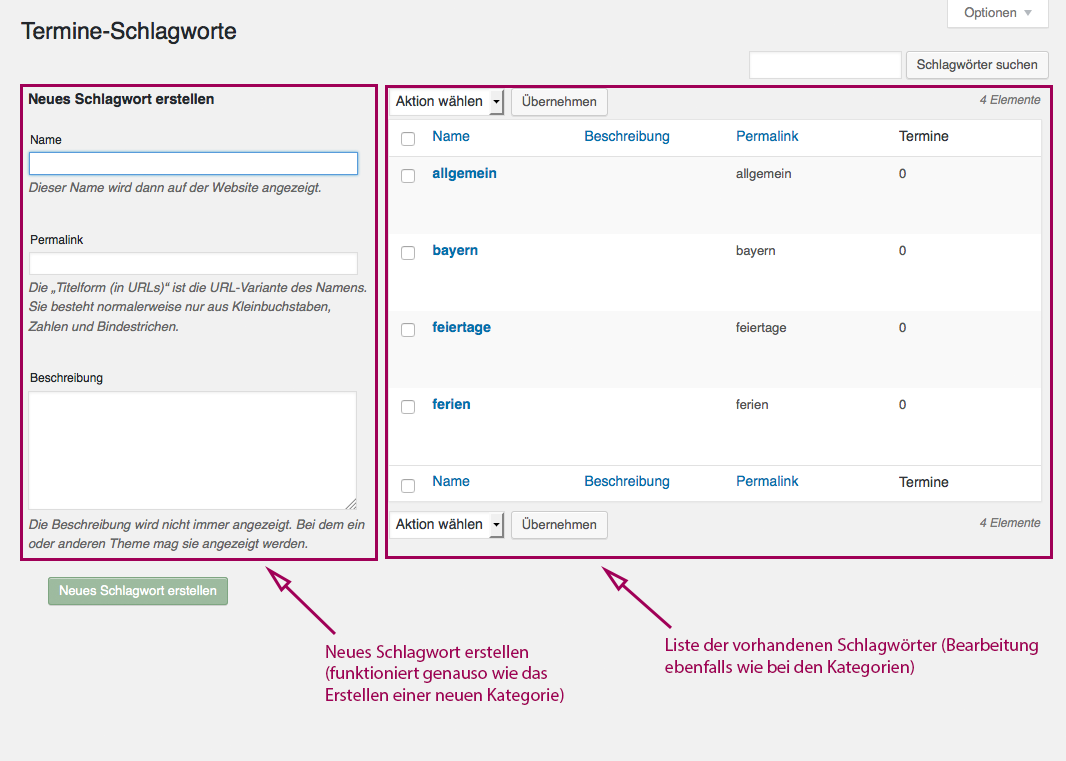 Optionen
Termine-Schlagworte
Schlagwörter suchen
Neues Schlagwort erstellen
Name
Dieser Name wird dann auf der Website angezeigt.
Permalink
Die „Titelform (in URLs)“ ist die URL-Variante des Namens.
Sie besteht normalerweise nur aus Kleinbuchstaben,
Zahlen und Bindestrichen.
Beschreibung
Die Beschreibung wird nicht immer angezeigt. Bei dem ein
oder anderen Theme mag sie angezeigt werden.
Neues Schlagwort erstellen
Aktion wählen Übernehmen 4 Elemente
Name Beschreibung Permalink Termine
allgemein allgemein 0
bayern bayern 0
feiertage feiertage 0
ferien ferien 0
Name Beschreibung Permalink Termine
Aktion wählen Übernehmen 4 Elemente
Neues Schlagwort erstellen
(funktioniert genauso wie das
Erstellen einer neuen Kategorie)
Liste der vorhandenen Schlagwörter (Bearbeitung
ebenfalls wie bei den Kategorien)